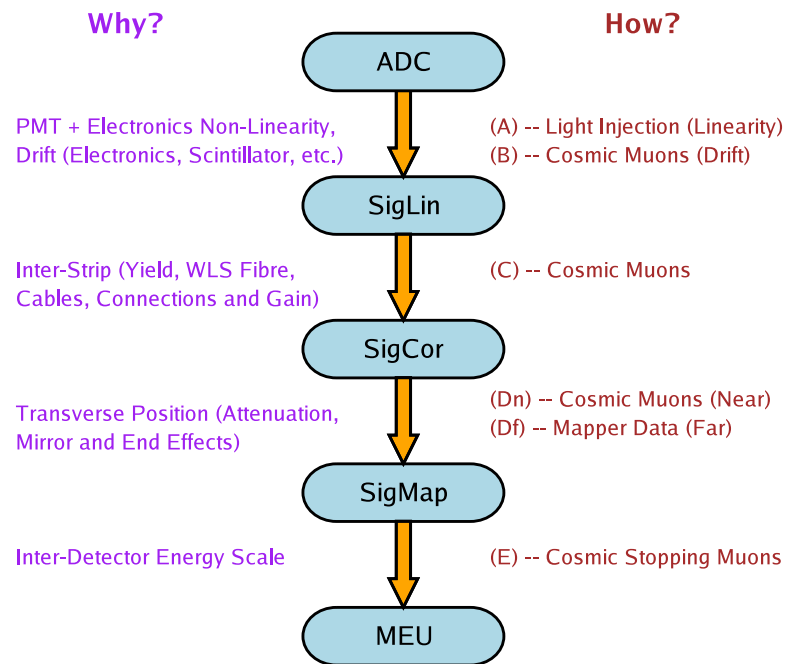 Why?
How?
ADC
PMT + Electronics Non-Linearity,
Drift (Electronics, Scintillator, etc.)
(A) -- Light Injection (Linearity)
(B) -- Cosmic Muons (Drift)
SigLin
Inter-Strip (Yield, WLS Fibre,
Cables, Connections and Gain)
(C) -- Cosmic Muons
SigCor
Transverse Position (Attenuation,
Mirror and End Effects)
(Dn) -- Cosmic Muons (Near)
(Df) -- Mapper Data (Far)
SigMap
Inter-Detector Energy Scale
(E) -- Cosmic Stopping Muons
MEU